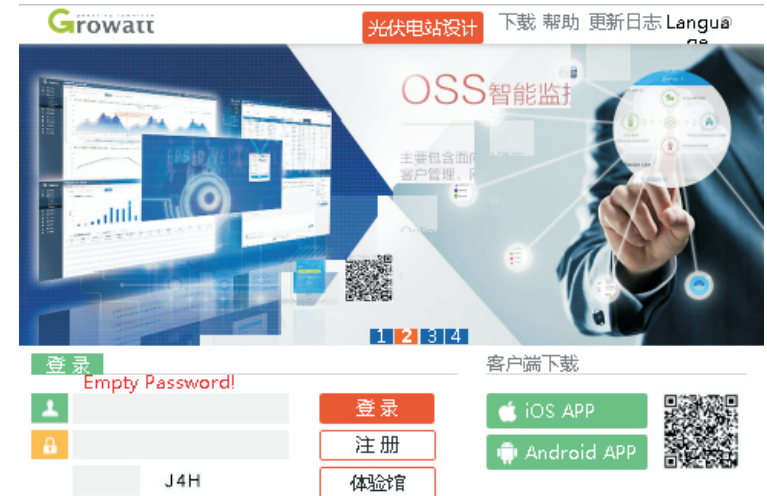 Growatt
光伏电站设计 下载 帮助 更新日志 Langua
ge
OSS智能监
主要包含面向
客户管理、
1 2 3 4
登录
客户端下载
Empty Password!
登录
iOS APP
注册
Android APP
J4H
体验馆